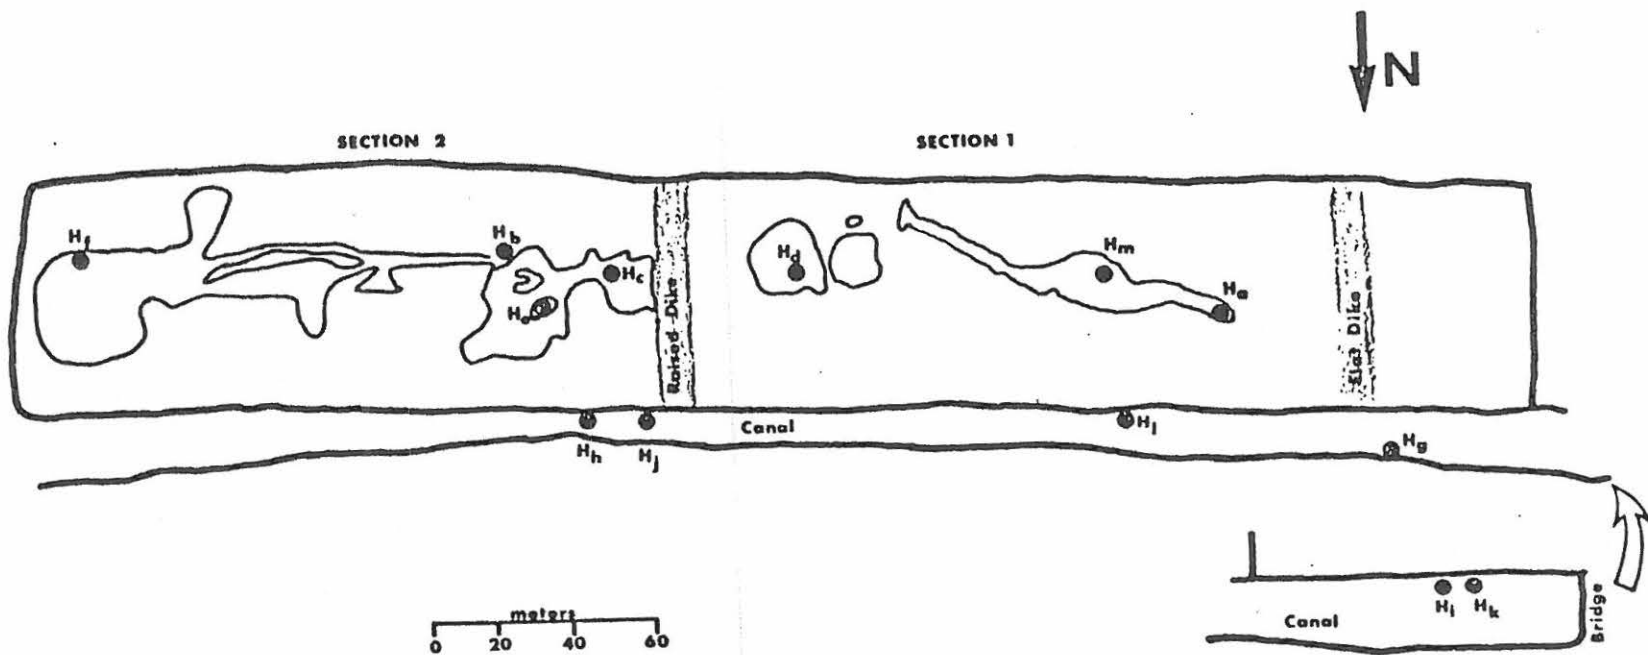 N
SECTION 2
SECTION 1
Hf
Hb
Hc
He
Raised Dike
Hd
Hm
Ha
Flat Dike
Canal
Hh
Hj
Hl
Hg
meters
0 20 40 60
Hi Hk
Canal
Bridge